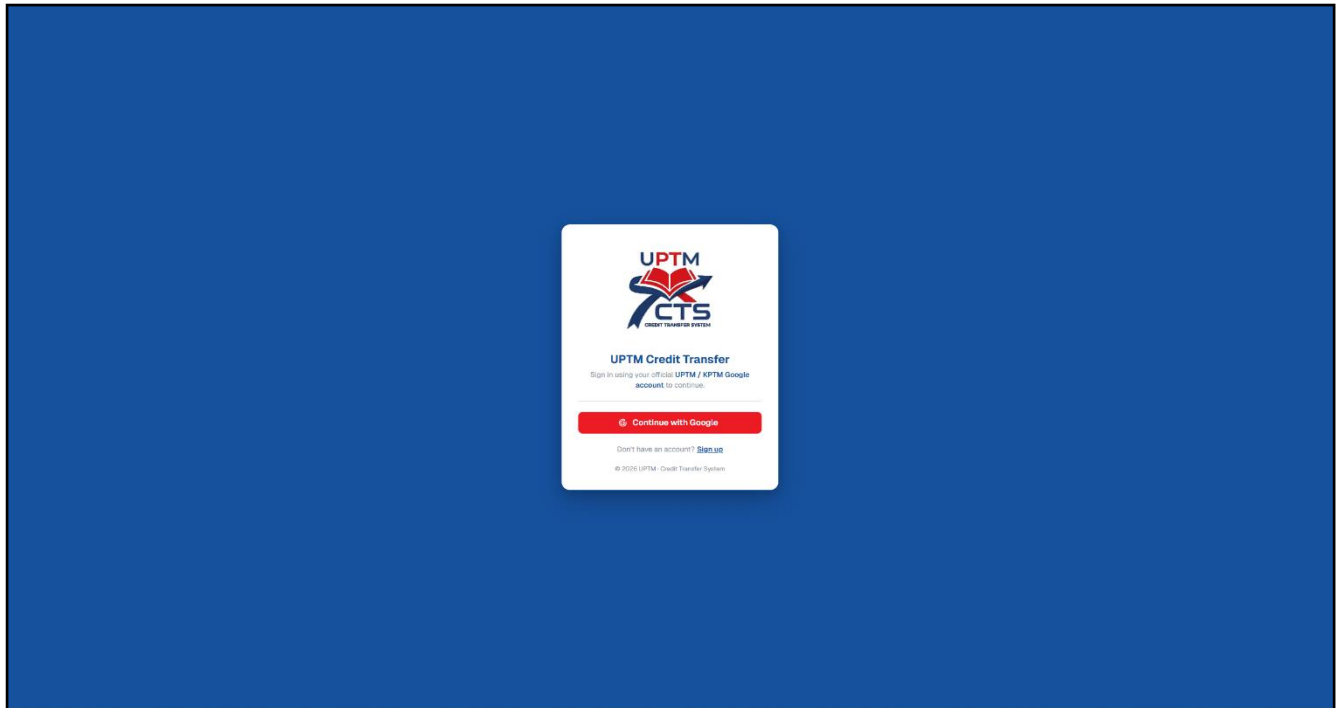 UPTM
CTS
CREDIT TRANSFER SYSTEM
UPTM Credit Transfer
Sign in using your official UPTM / KPTM Google
account to continue.
Continue with Google
Don't have an account? Sign up
© 2026 UPTM · Credit Transfer System